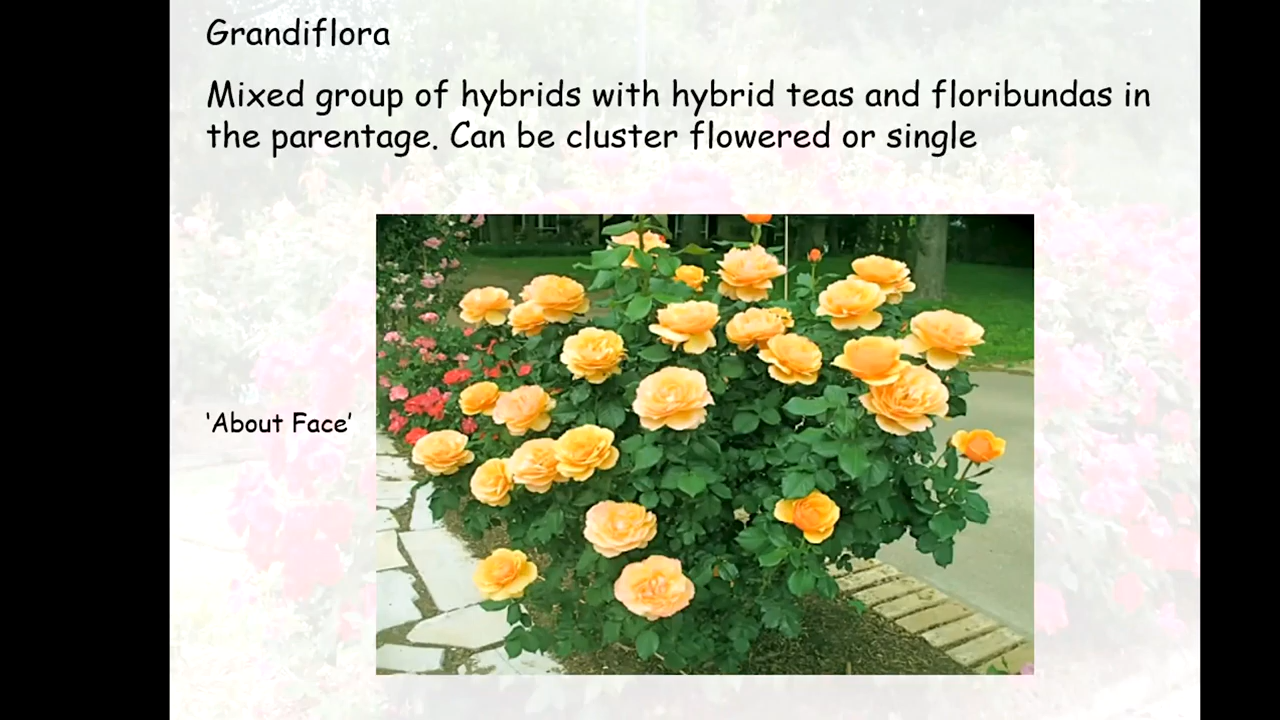 Grandiflora
Mixed group of hybrids with hybrid teas and floribundas in
the parentage. Can be cluster flowered or single
‘About Face’